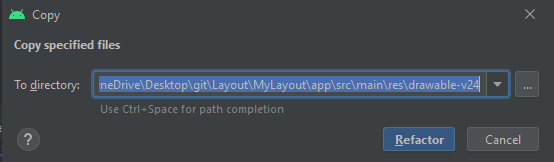 Copy
Copy specified files
To directory: neDrive\Desktop\git\Layout\MyLayout\app\src\main\res\drawable-v24
...
Use Ctrl+Space for path completion
?
Refactor
Cancel